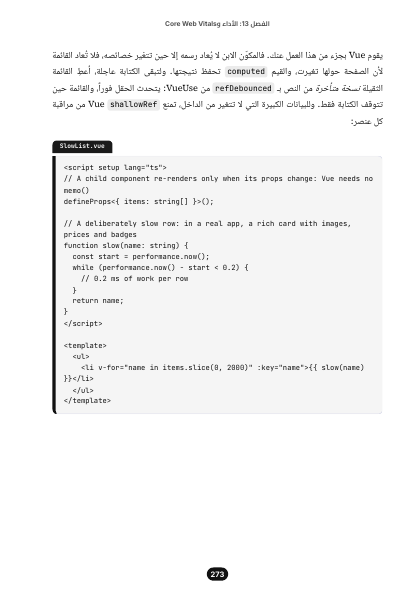 الفصل 13: الأداء وCore Web Vitals
يقوم Vue بجزء من هذا العمل عنك. فالمكوّن الابن لا يُعاد رسمه إلا حين تتغير خصائصه، فلا تُعاد القائمة
لأن الصفحة حولها تغيرت، والقيم computed تحفظ نتيجتها. ولتبقى الكتابة عاجلة، أعطِ القائمة
الثقيلة نسخة متأخرة من النص بـ refDebounced من VueUse: يتحدث الحقل فوراً، والقائمة حين
تتوقف الكتابة فقط. وللبيانات الكبيرة التي لا تتغير من الداخل، تمنع shallowRef Vue من مراقبة
كل عنصر:
SlowList.vue
<script setup lang="ts">
// A child component re-renders only when its props change: Vue needs no
memo()
defineProps<{ items: string[] }>();
// A deliberately slow row: in a real app, a rich card with images,
prices and badges
function slow(name: string) {
  const start = performance.now();
  while (performance.now() - start < 0.2) {
    // 0.2 ms of work per row
  }
  return name;
}
</script>
<template>
  <ul>
    <li v-for="name in items.slice(0, 2000)" :key="name">{{ slow(name)
}}</li>
  </ul>
</template>
273